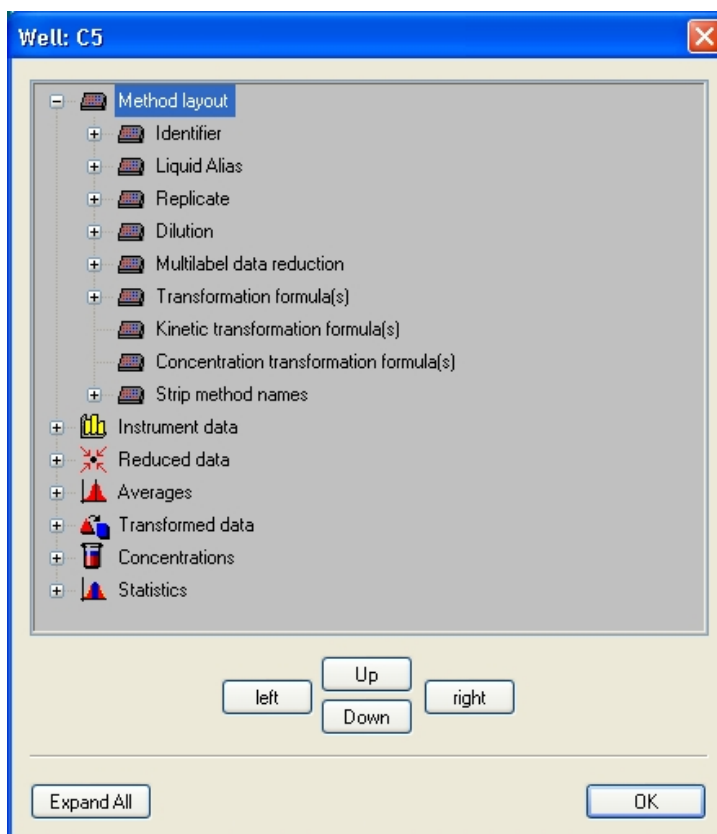 Well: C5
Method layout
Identifier
Liquid Alias
Replicate
Dilution
Multilabel data reduction
Transformation formula(s)
Kinetic transformation formula(s)
Concentration transformation formula(s)
Strip method names
Instrument data
Reduced data
Averages
Transformed data
Concentrations
Statistics
Up
left
right
Down
Expand All
OK